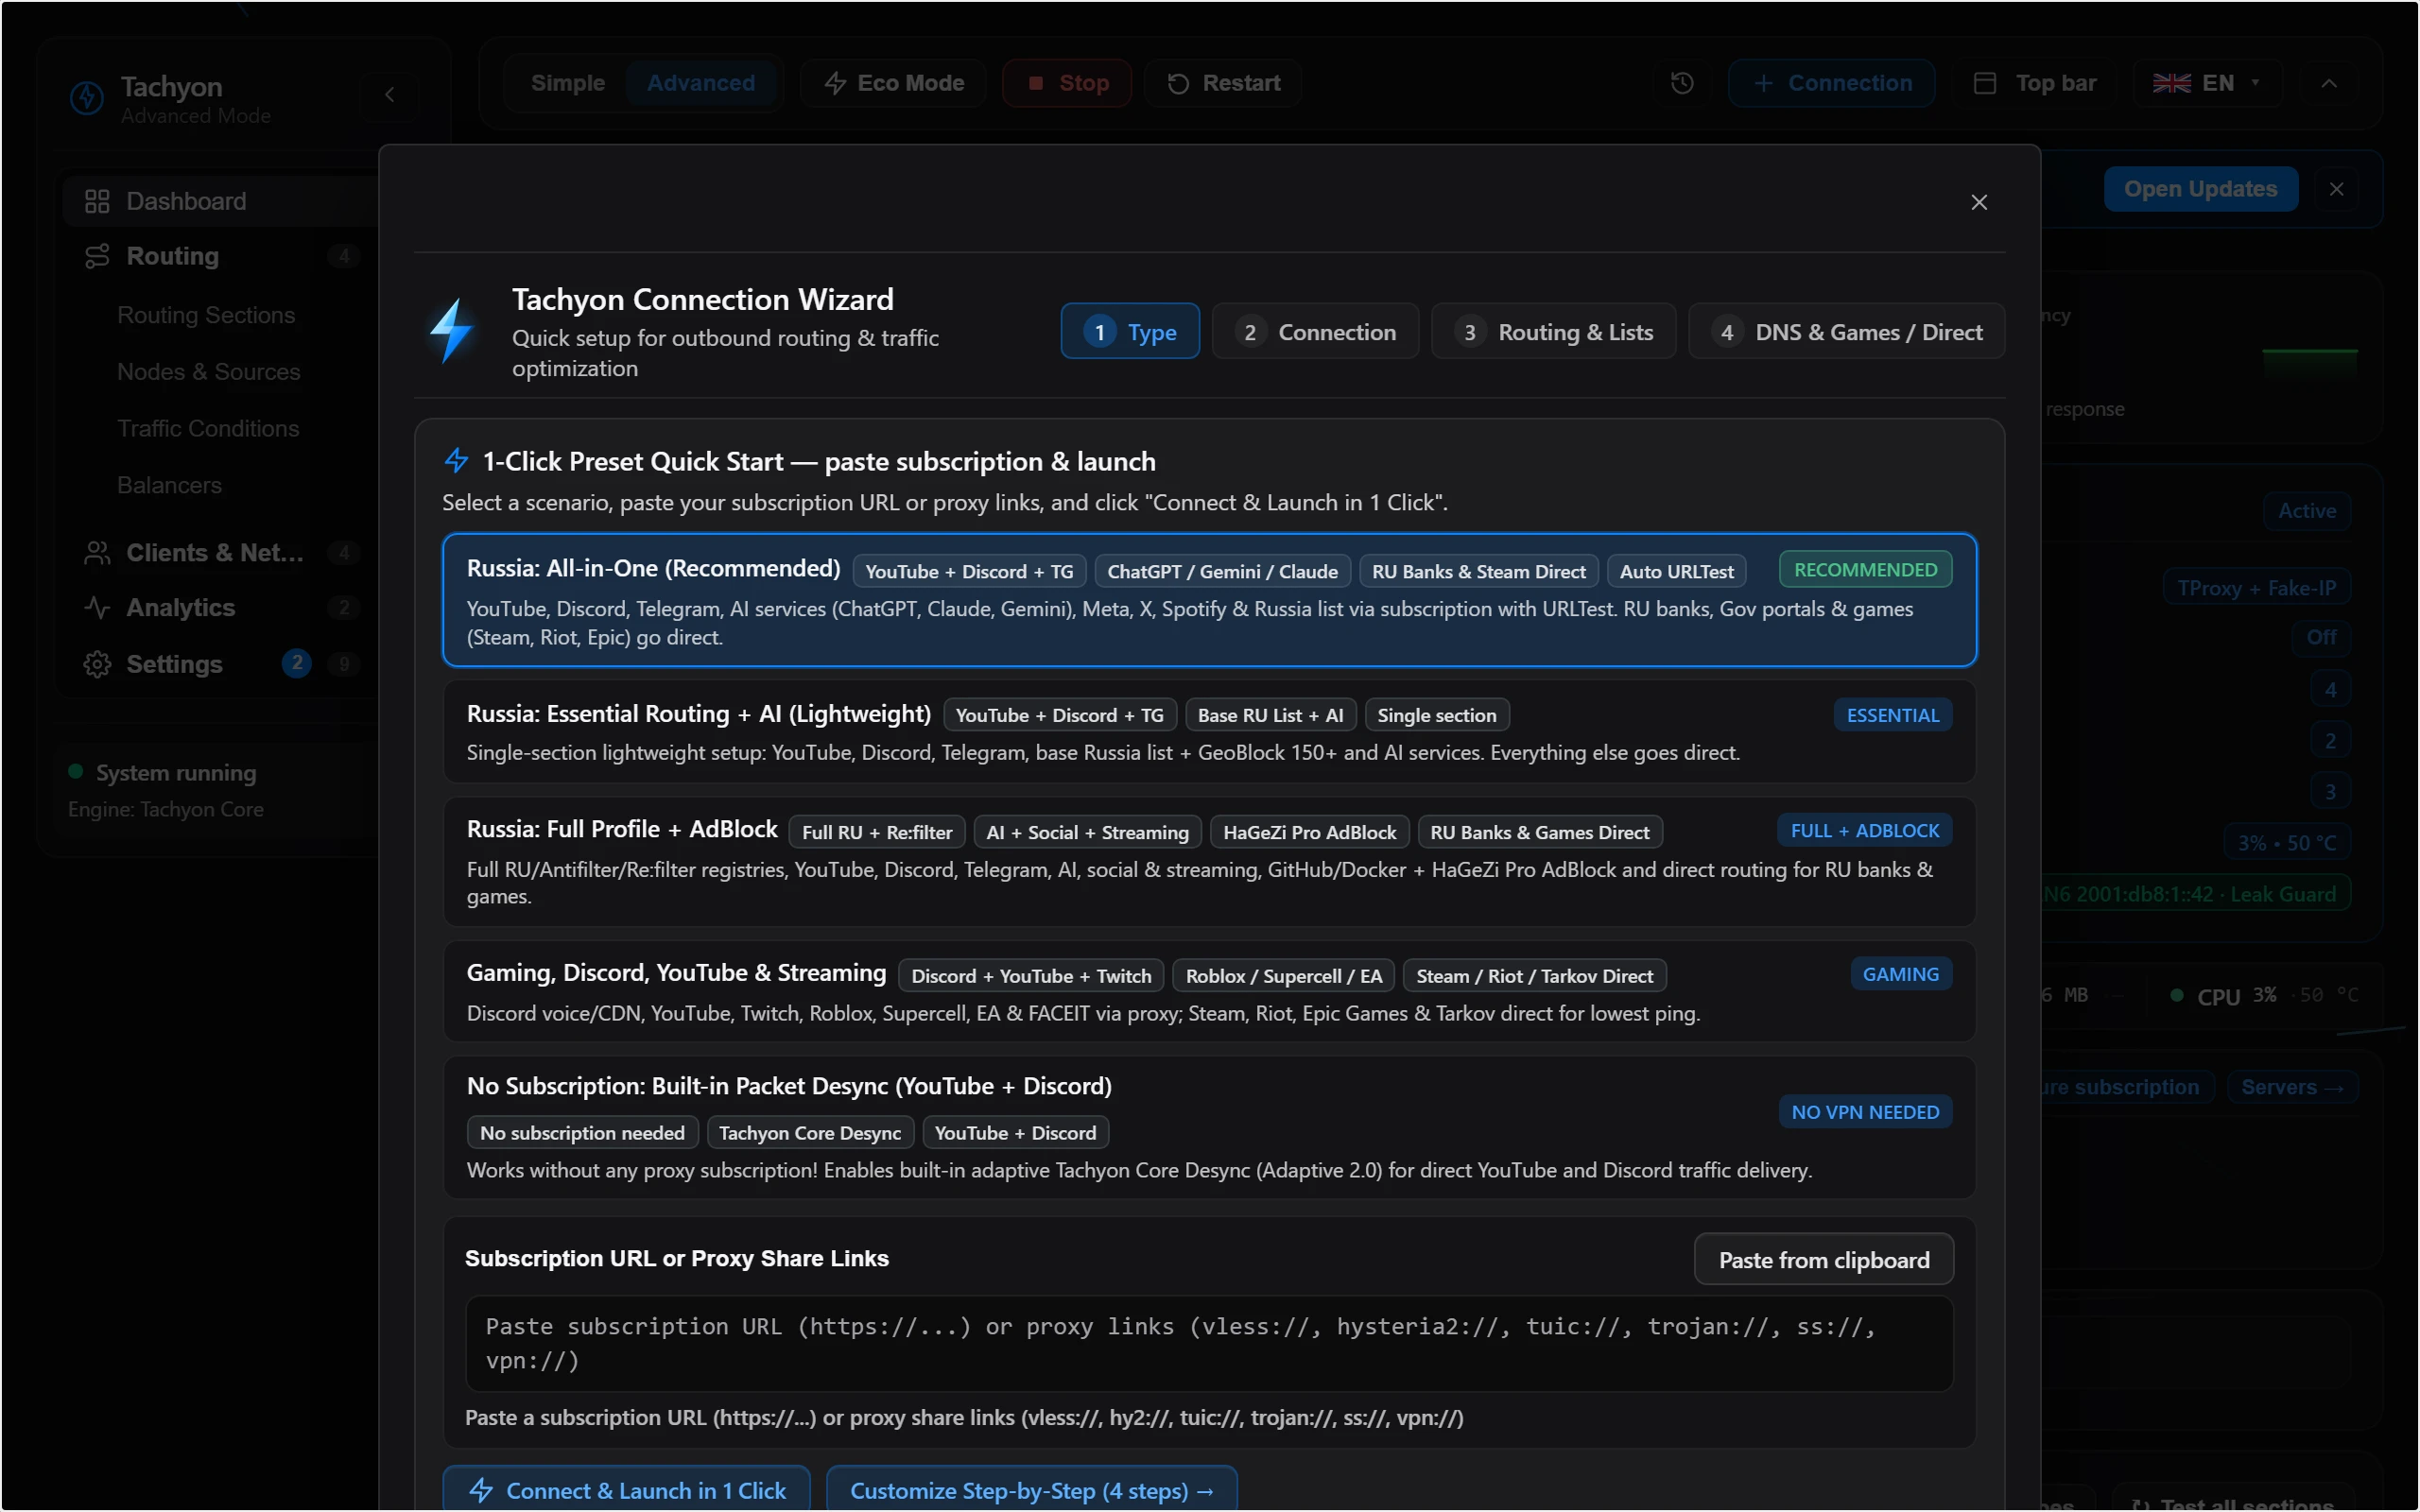 Tachyon
Advanced Mode
Simple
Advanced
Eco Mode
Stop
Restart
Connection
Top bar
EN
Dashboard
Routing 4
Routing Sections
Nodes & Sources
Traffic Conditions
Balancers
Clients & Net... 4
Analytics 2
Settings 2 9
System running
Engine: Tachyon Core
Open Updates
response
Active
TProxy + Fake-IP
Off
4
2
3
3% • 50 °C
2001:db8:1::42 · Leak Guard
MB
CPU 3% ·50 °C
subscription
Servers →
Test all sections
Tachyon Connection Wizard
Quick setup for outbound routing & traffic
optimization
1 Type
2 Connection
3 Routing & Lists
4 DNS & Games / Direct
1-Click Preset Quick Start — paste subscription & launch
Select a scenario, paste your subscription URL or proxy links, and click "Connect & Launch in 1 Click".
Russia: All-in-One (Recommended) YouTube + Discord + TG ChatGPT / Gemini / Claude RU Banks & Steam Direct Auto URLTest RECOMMENDED
YouTube, Discord, Telegram, AI services (ChatGPT, Claude, Gemini), Meta, X, Spotify & Russia list via subscription with URLTest. RU banks, Gov portals & games
(Steam, Riot, Epic) go direct.
Russia: Essential Routing + AI (Lightweight) YouTube + Discord + TG Base RU List + AI Single section ESSENTIAL
Single-section lightweight setup: YouTube, Discord, Telegram, base Russia list + GeoBlock 150+ and AI services. Everything else goes direct.
Russia: Full Profile + AdBlock Full RU + Re:filter AI + Social + Streaming HaGeZi Pro AdBlock RU Banks & Games Direct FULL + ADBLOCK
Full RU/Antifilter/Re:filter registries, YouTube, Discord, Telegram, AI, social & streaming, GitHub/Docker + HaGeZi Pro AdBlock and direct routing for RU banks &
games.
Gaming, Discord, YouTube & Streaming Discord + YouTube + Twitch Roblox / Supercell / EA Steam / Riot / Tarkov Direct GAMING
Discord voice/CDN, YouTube, Twitch, Roblox, Supercell, EA & FACEIT via proxy; Steam, Riot, Epic Games & Tarkov direct for lowest ping.
No Subscription: Built-in Packet Desync (YouTube + Discord)
No subscription needed Tachyon Core Desync YouTube + Discord NO VPN NEEDED
Works without any proxy subscription! Enables built-in adaptive Tachyon Core Desync (Adaptive 2.0) for direct YouTube and Discord traffic delivery.
Subscription URL or Proxy Share Links
Paste from clipboard
Paste subscription URL (https://...) or proxy links (vless://, hysteria2://, tuic://, trojan://, ss://,
vpn://)
Paste a subscription URL (https://...) or proxy share links (vless://, hy2://, tuic://, trojan://, ss://, vpn://)
Connect & Launch in 1 Click
Customize Step-by-Step (4 steps) →